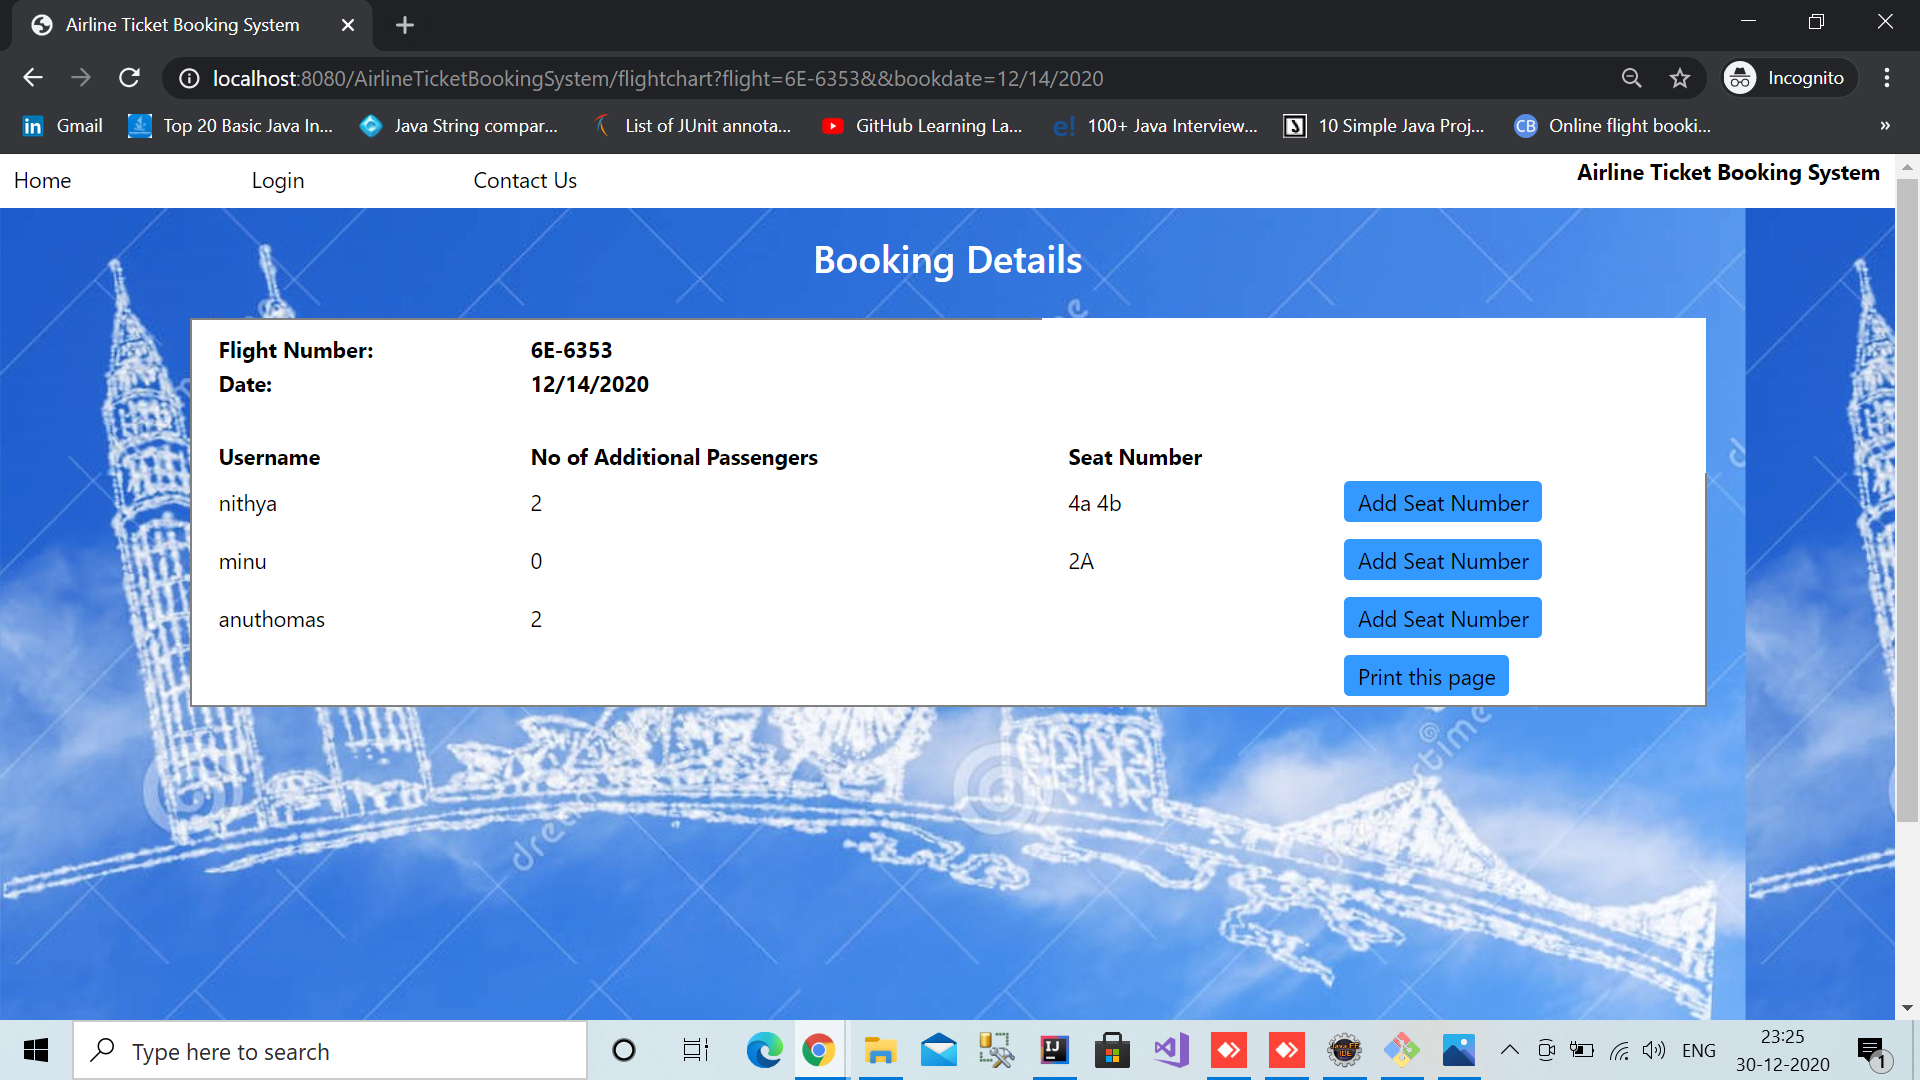 Airline Ticket Booking System
localhost:8080/AirlineTicketBookingSystem/flightchart?flight=6E-6353&&bookdate=12/14/2020
Incognito
Gmail
Top 20 Basic Java In...
Java String compar...
List of JUnit annota...
GitHub Learning La...
100+ Java Interview...
10 Simple Java Proj...
CB Online flight booki...
»
Home Login Contact Us Airline Ticket Booking System
Booking Details
Flight Number: 6E-6353
Date: 12/14/2020
Username No of Additional Passengers Seat Number
nithya 2 4a 4b Add Seat Number
minu 0 2A Add Seat Number
anuthomas 2 Add Seat Number
Print this page
Type here to search
ENG
23:25
30-12-2020
1